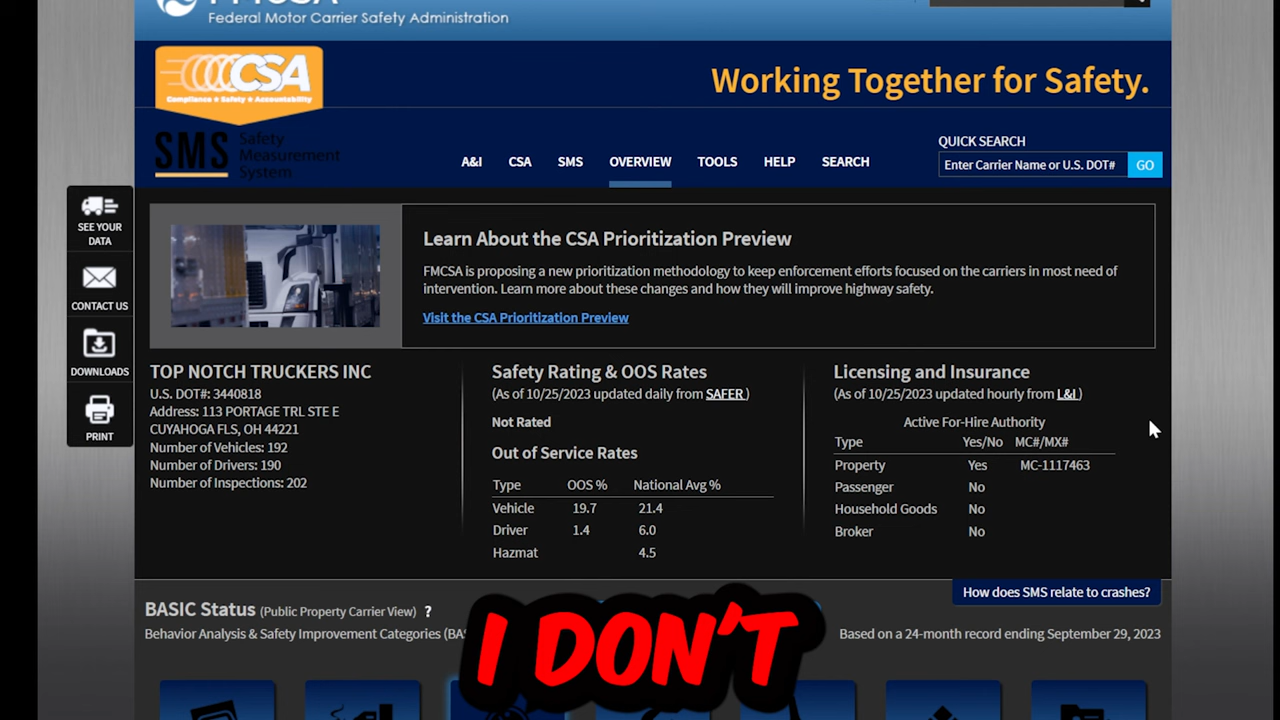 FMCSA
Federal Motor Carrier Safety Administration
CSA
Compliance • Safety • Accountability
Working Together for Safety.
SMS Safety
Measurement
System
A&I CSA SMS OVERVIEW TOOLS HELP SEARCH
QUICK SEARCH
Enter Carrier Name or U.S. DOT# GO
SEE YOUR
DATA
CONTACT US
DOWNLOADS
PRINT
Learn About the CSA Prioritization Preview
FMCSA is proposing a new prioritization methodology to keep enforcement efforts focused on the carriers in most need of
intervention. Learn more about these changes and how they will improve highway safety.
Visit the CSA Prioritization Preview
TOP NOTCH TRUCKERS INC
U.S. DOT#: 3440818
Address: 113 PORTAGE TRL STE E
CUYAHOGA FLS, OH 44221
Number of Vehicles: 192
Number of Drivers: 190
Number of Inspections: 202
Safety Rating & OOS Rates
(As of 10/25/2023 updated daily from SAFER )
Not Rated
Out of Service Rates
Type OOS % National Avg %
Vehicle 19.7 21.4
Driver 1.4 6.0
Hazmat 4.5
Licensing and Insurance
(As of 10/25/2023 updated hourly from L&I )
Active For-Hire Authority
Type Yes/No MC#/MX#
Property Yes MC-1117463
Passenger No
Household Goods No
Broker No
How does SMS relate to crashes?
BASIC Status (Public Property Carrier View) ?
Behavior Analysis & Safety Improvement Categories (BA
Based on a 24-month record ending September 29, 2023
I DON'T